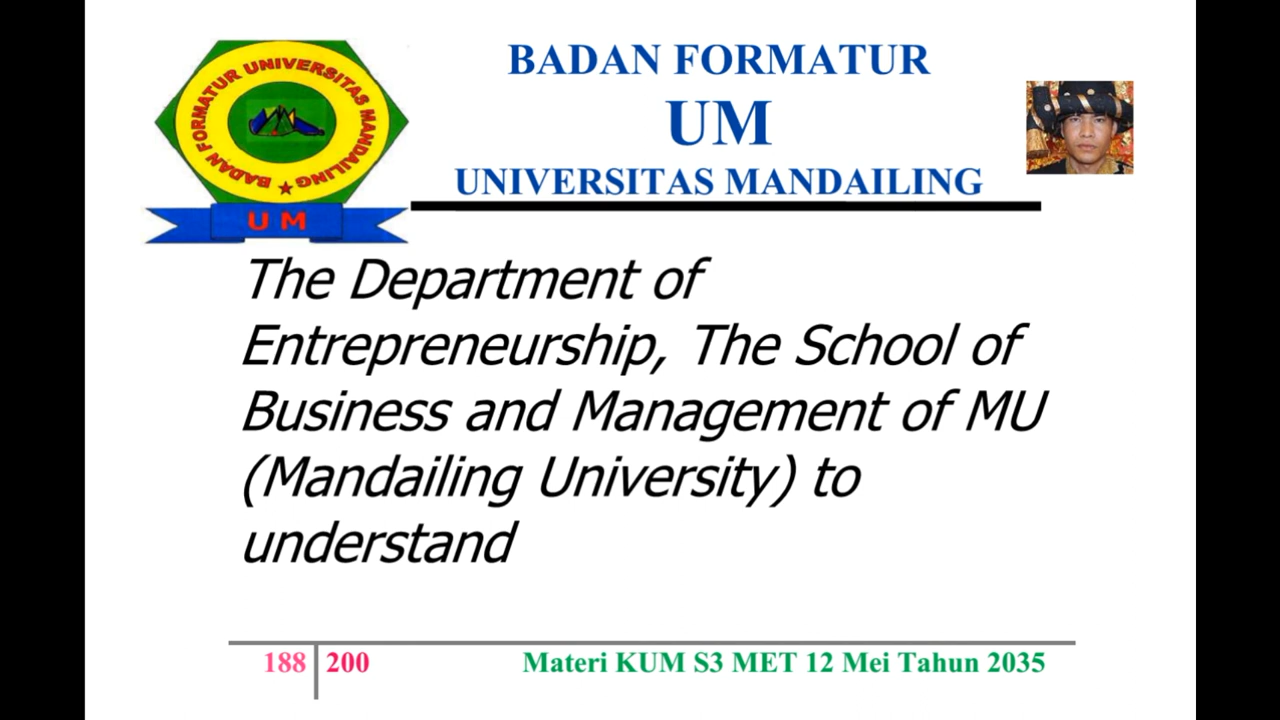 BADAN FORMATUR UNIVERSITAS MANDAILING
U M
BADAN FORMATUR
UM
UNIVERSITAS MANDAILING
The Department of
Entrepreneurship, The School of
Business and Management of MU
(Mandailing University) to
understand
188 200 Materi KUM S3 MET 12 Mei Tahun 2035